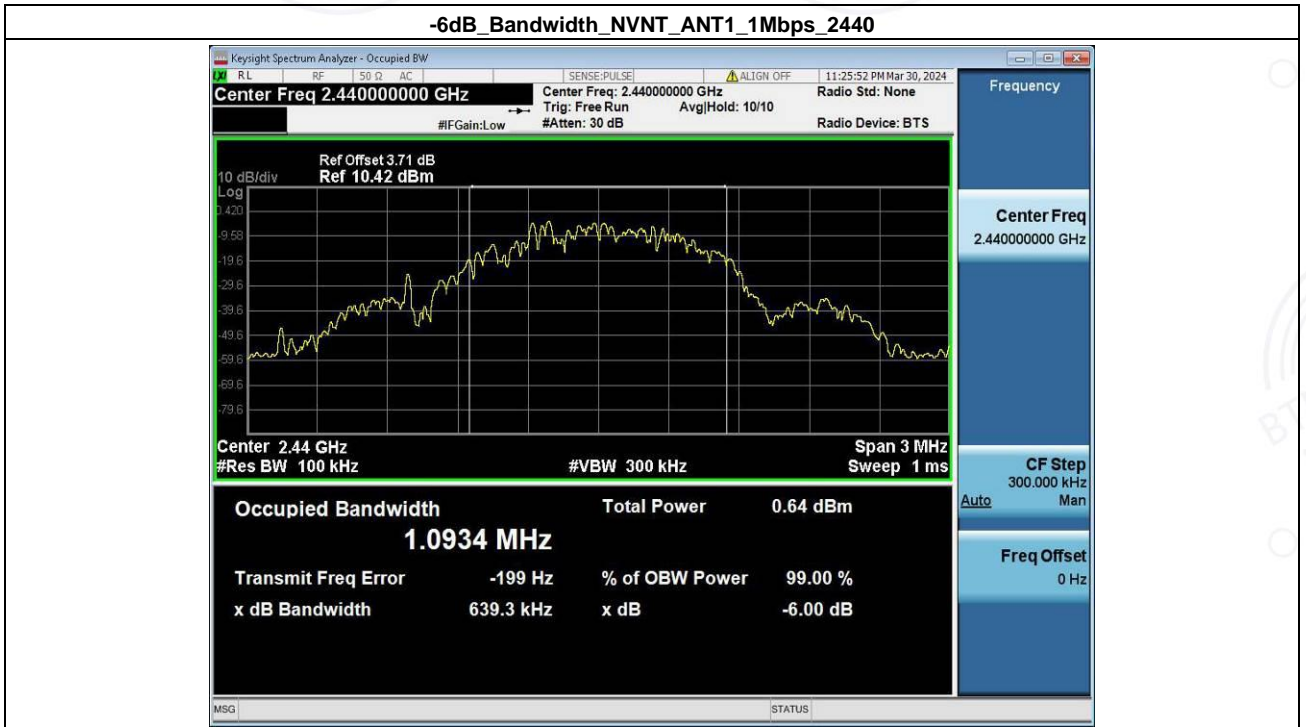 -6dB_Bandwidth_NVNT_ANT1_1Mbps_2440
Keysight Spectrum Analyzer - Occupied BW
LXI RL RF 50 Ω AC SENSE:PULSE ALIGN OFF 11:25:52 PM Mar 30, 2024
Center Freq 2.440000000 GHz
Center Freq: 2.440000000 GHz
Radio Std: None
Trig: Free Run Avg|Hold: 10/10
#IFGain:Low
#Atten: 30 dB
Radio Device: BTS
Ref Offset 3.71 dB
10 dB/div Ref 10.42 dBm
Log
0.420
-9.58
-19.6
-29.6
-39.6
-49.6
-59.6
-69.6
-79.6
Center 2.44 GHz Span 3 MHz
#Res BW 100 kHz #VBW 300 kHz Sweep 1 ms
Occupied Bandwidth Total Power 0.64 dBm
1.0934 MHz
Transmit Freq Error -199 Hz % of OBW Power 99.00 %
x dB Bandwidth 639.3 kHz x dB -6.00 dB
MSG STATUS
Frequency
Center Freq
2.440000000 GHz
CF Step
300.000 kHz
Auto Man
Freq Offset
0 Hz